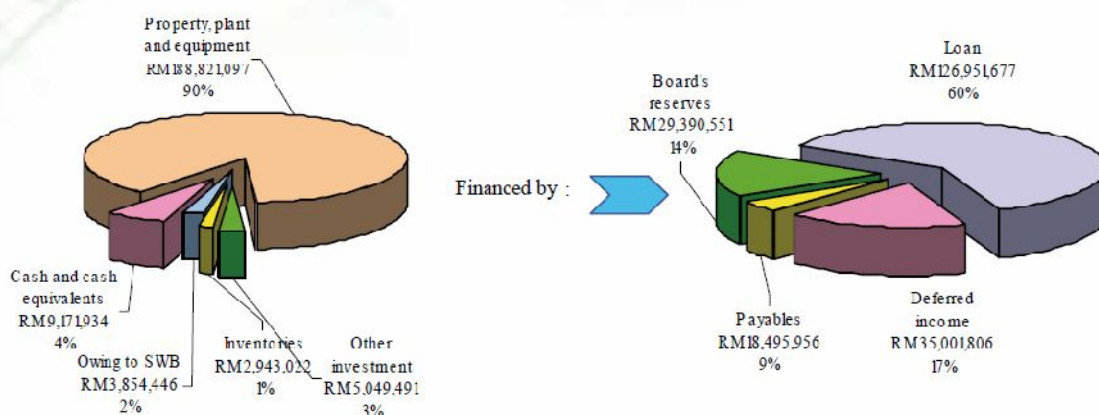 Property, plant
and equipment
RM188,821,097
90%
Cash and cash
equivalents
RM9,171,934
4%
Owing to SWB
RM3,854,446
2%
Inventories
RM2,943,022
1%
Other
investment
RM5,049,491
3%
Financed by :
Board's
reserves
RM29,390,551
14%
Loan
RM126,951,677
60%
Payables
RM18,495,956
9%
Deferred
income
RM35,001,806
17%